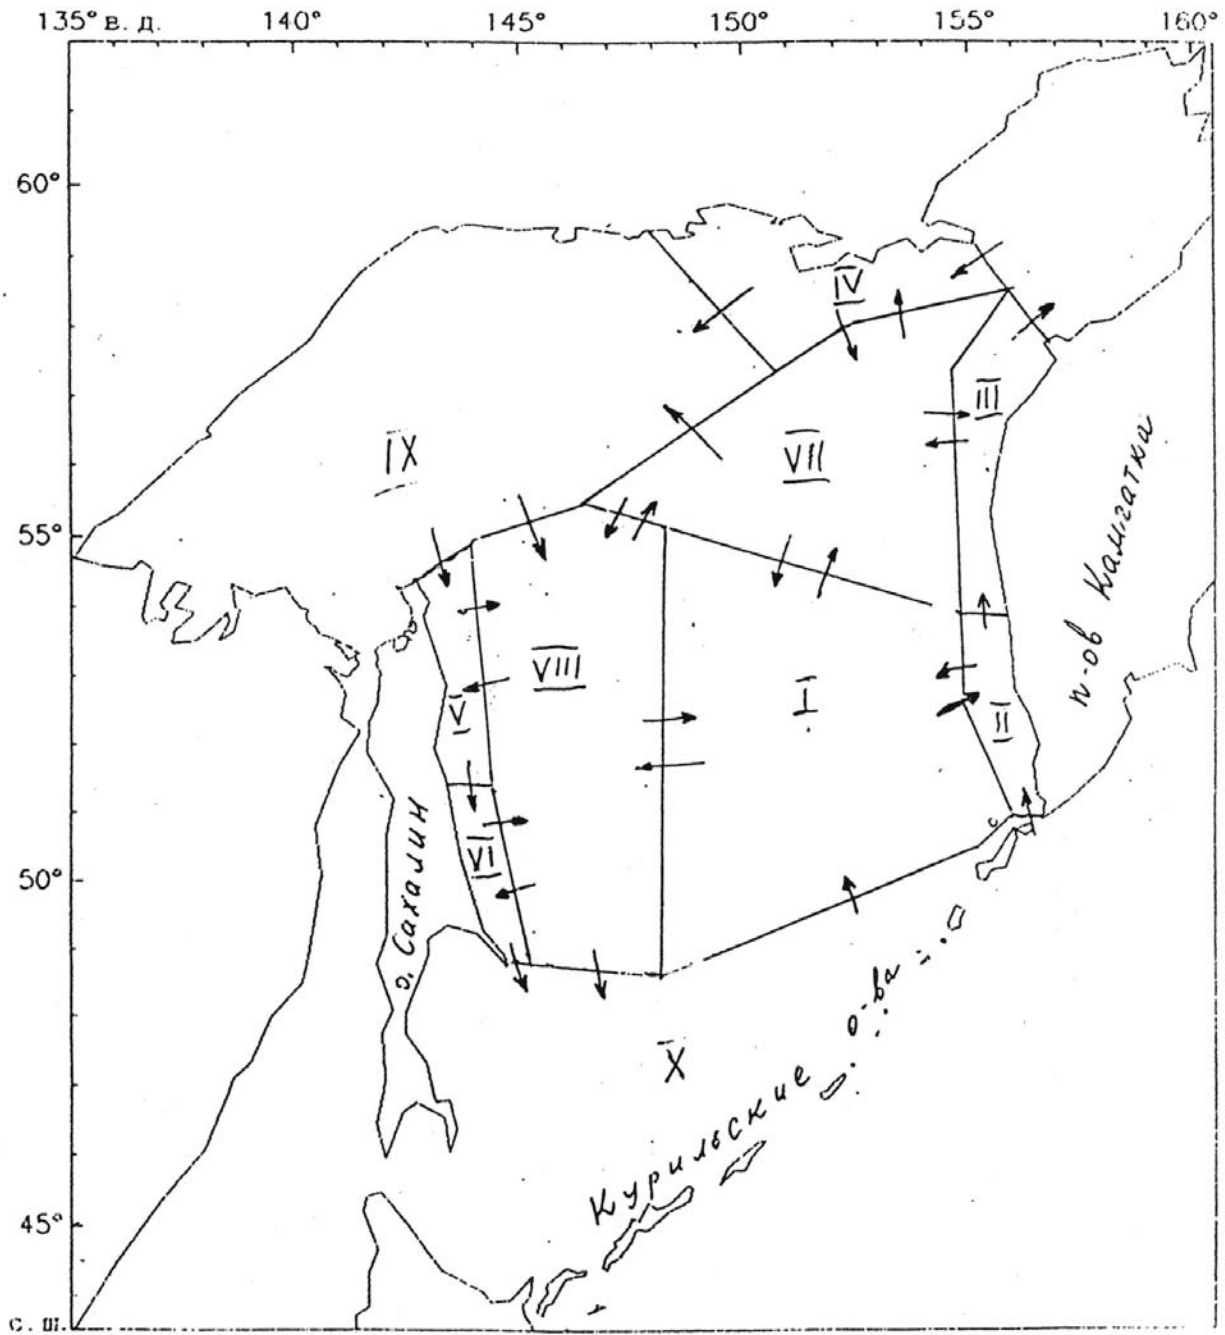 135° в. д. 140° 145° 150° 155° 160°
60°
IV
III
IX
VII
55°
п-ов Камчатка
VIII
I
V
II
о. Сахалин
VI
50°
X
Курильские о-ва
45°
с. ш.